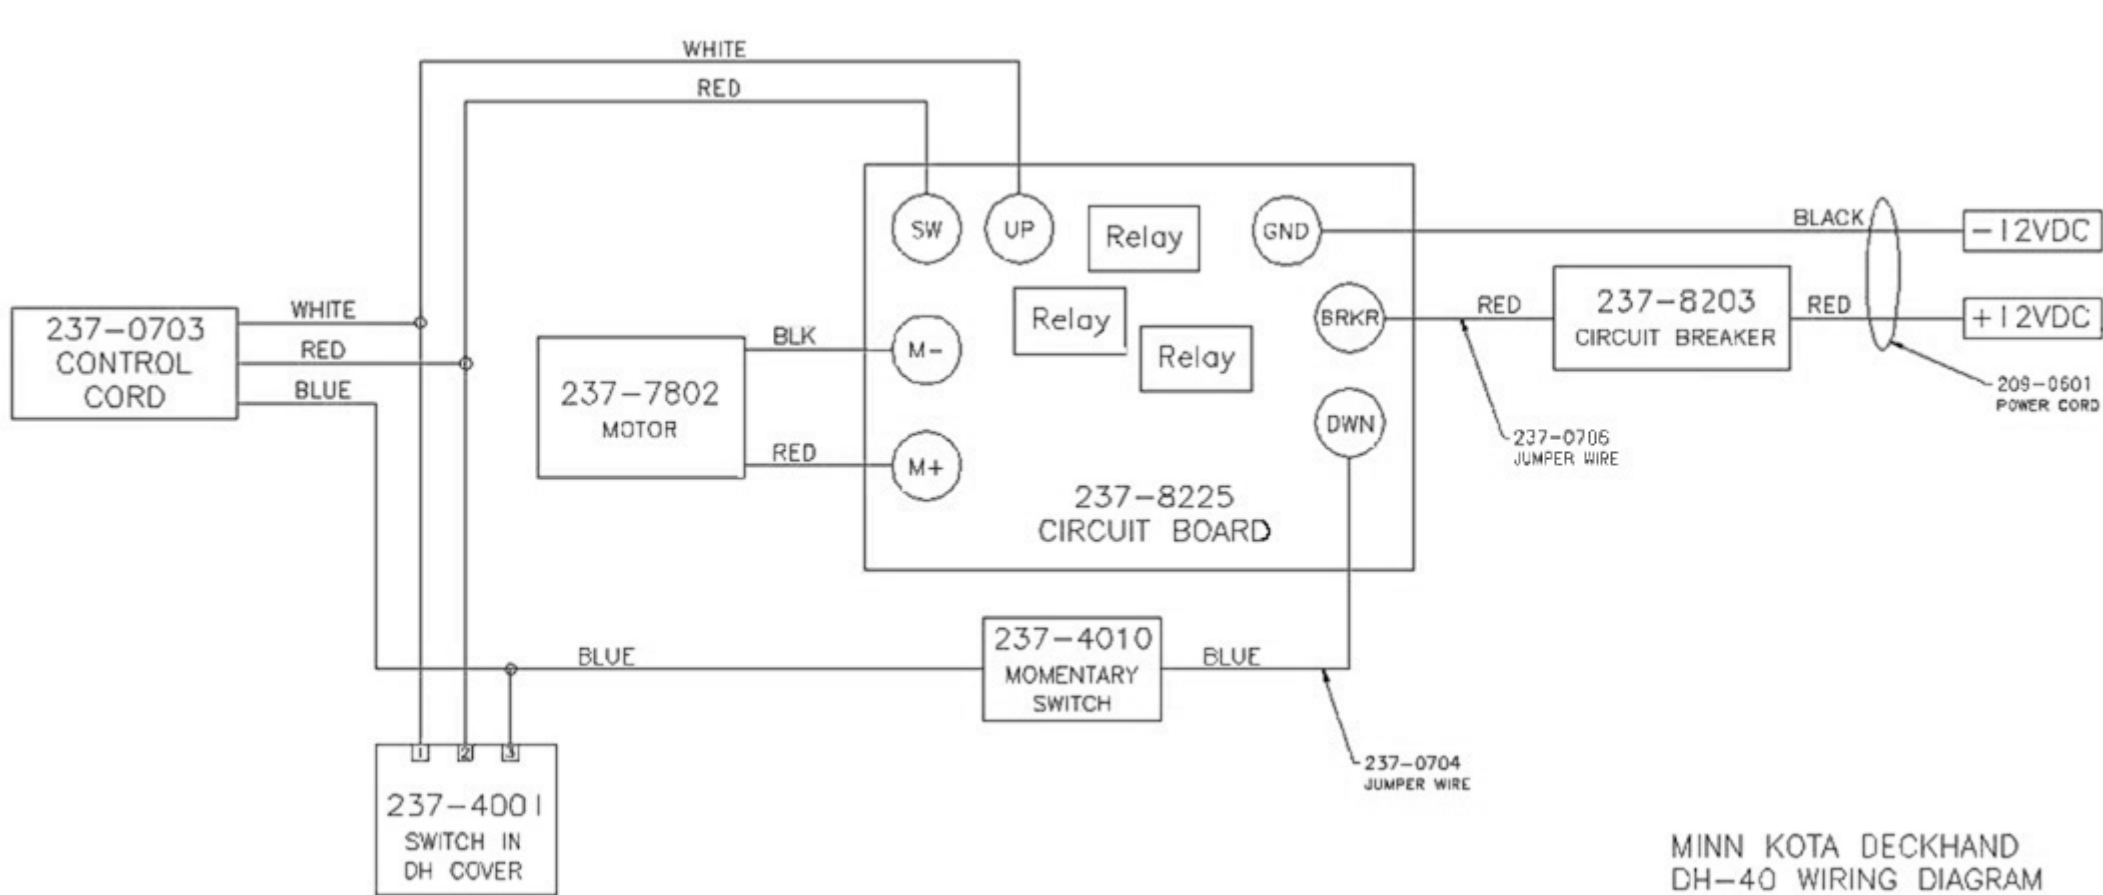 WHITE
RED
SW
UP
Relay
GND
BLACK
-12VDC
237-0703
CONTROL
CORD
WHITE
RED
BLUE
237-7802
MOTOR
BLK
RED
M-
M+
Relay
Relay
BRKR
DWN
RED
237-8203
CIRCUIT BREAKER
RED
+12VDC
209-0601
POWER CORD
237-0706
JUMPER WIRE
237-8225
CIRCUIT BOARD
BLUE
237-4010
MOMENTARY
SWITCH
BLUE
237-0704
JUMPER WIRE
1 2 3
237-4001
SWITCH IN
DH COVER
MINN KOTA DECKHAND
DH-40 WIRING DIAGRAM